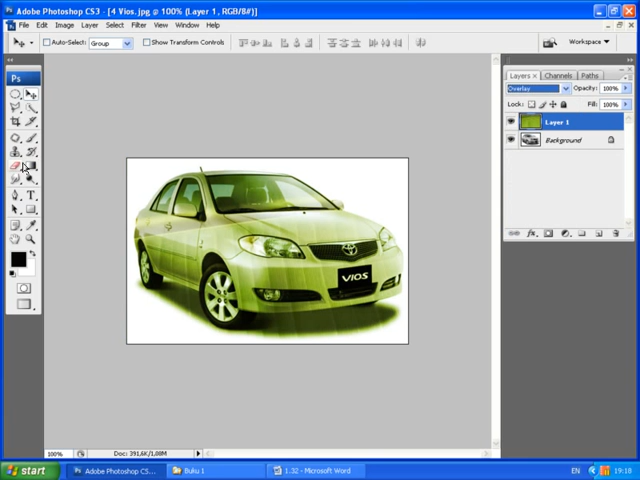 Adobe Photoshop CS3 - [4 Vios.jpg @ 100% (Layer 1, RGB/8#)]
File Edit Image Layer Select Filter View Window Help
Auto-Select: Group Show Transform Controls Workspace
Ps
Layers Channels Paths
Overlay Opacity: 100%
Lock: Fill: 100%
Layer 1
Background
T
VIOS
100% Doc: 391,6K/1,08M
start Adobe Photoshop CS... Buku 1 1.32 - Microsoft Word EN 19:18